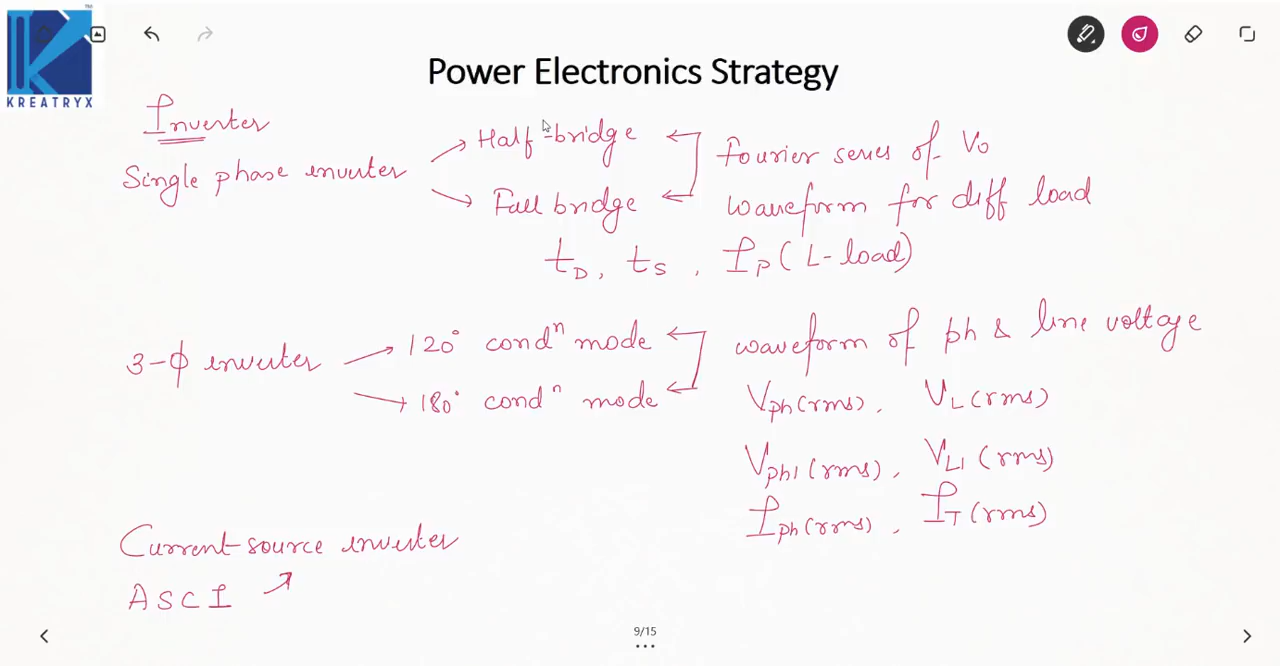 TM
KREATRYX
Power Electronics Strategy
Inverter
Single phase inverter
Half-bridge
Full bridge
Fourier series of Vo
waveform for diff load
tD, ts, Ip (L-load)
3-ϕ inverter
120° condⁿ mode
180° condⁿ mode
waveform of ph & line voltage
Vph(rms), VL(rms)
Vph1(rms), VL1(rms)
Iph(rms), IT(rms)
Current source inverter
ASCI
9/15